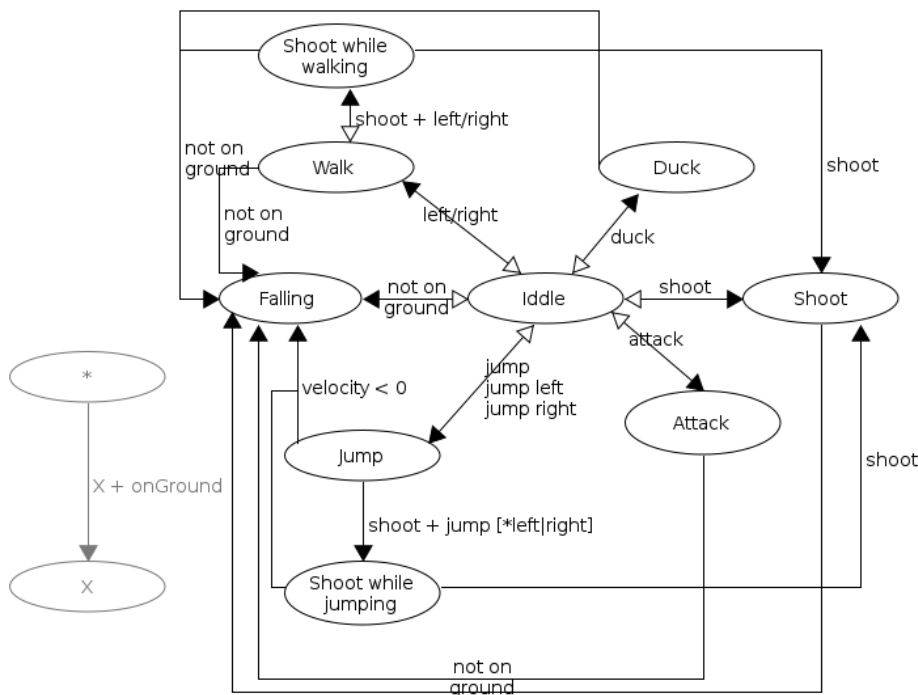 Shoot while
walking
shoot + left/right
not on
ground
Walk
Duck
shoot
not on
ground
left/right
duck
Falling
not on
ground
Iddle
shoot
Shoot
attack
*
velocity < 0
jump
jump left
jump right
Attack
Jump
shoot
X + onGround
shoot + jump [*left|right]
X
Shoot while
jumping
not on
ground